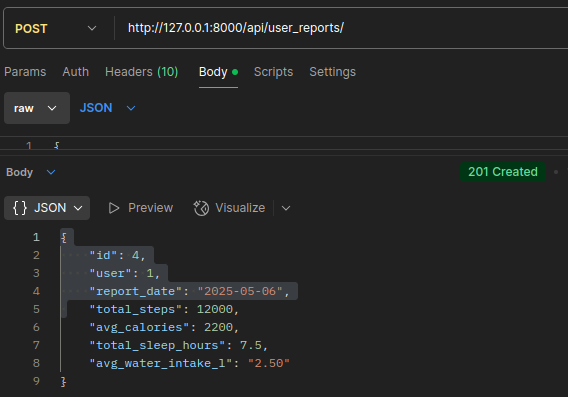 POST http://127.0.0.1:8000/api/user_reports/
Params Auth Headers (10) Body Scripts Settings
raw JSON
1 {
Body 201 Created
{} JSON Preview Visualize
1 {
2 "id": 4,
3 "user": 1,
4 "report_date": "2025-05-06",
5 "total_steps": 12000,
6 "avg_calories": 2200,
7 "total_sleep_hours": 7.5,
8 "avg_water_intake_l": "2.50"
9 }